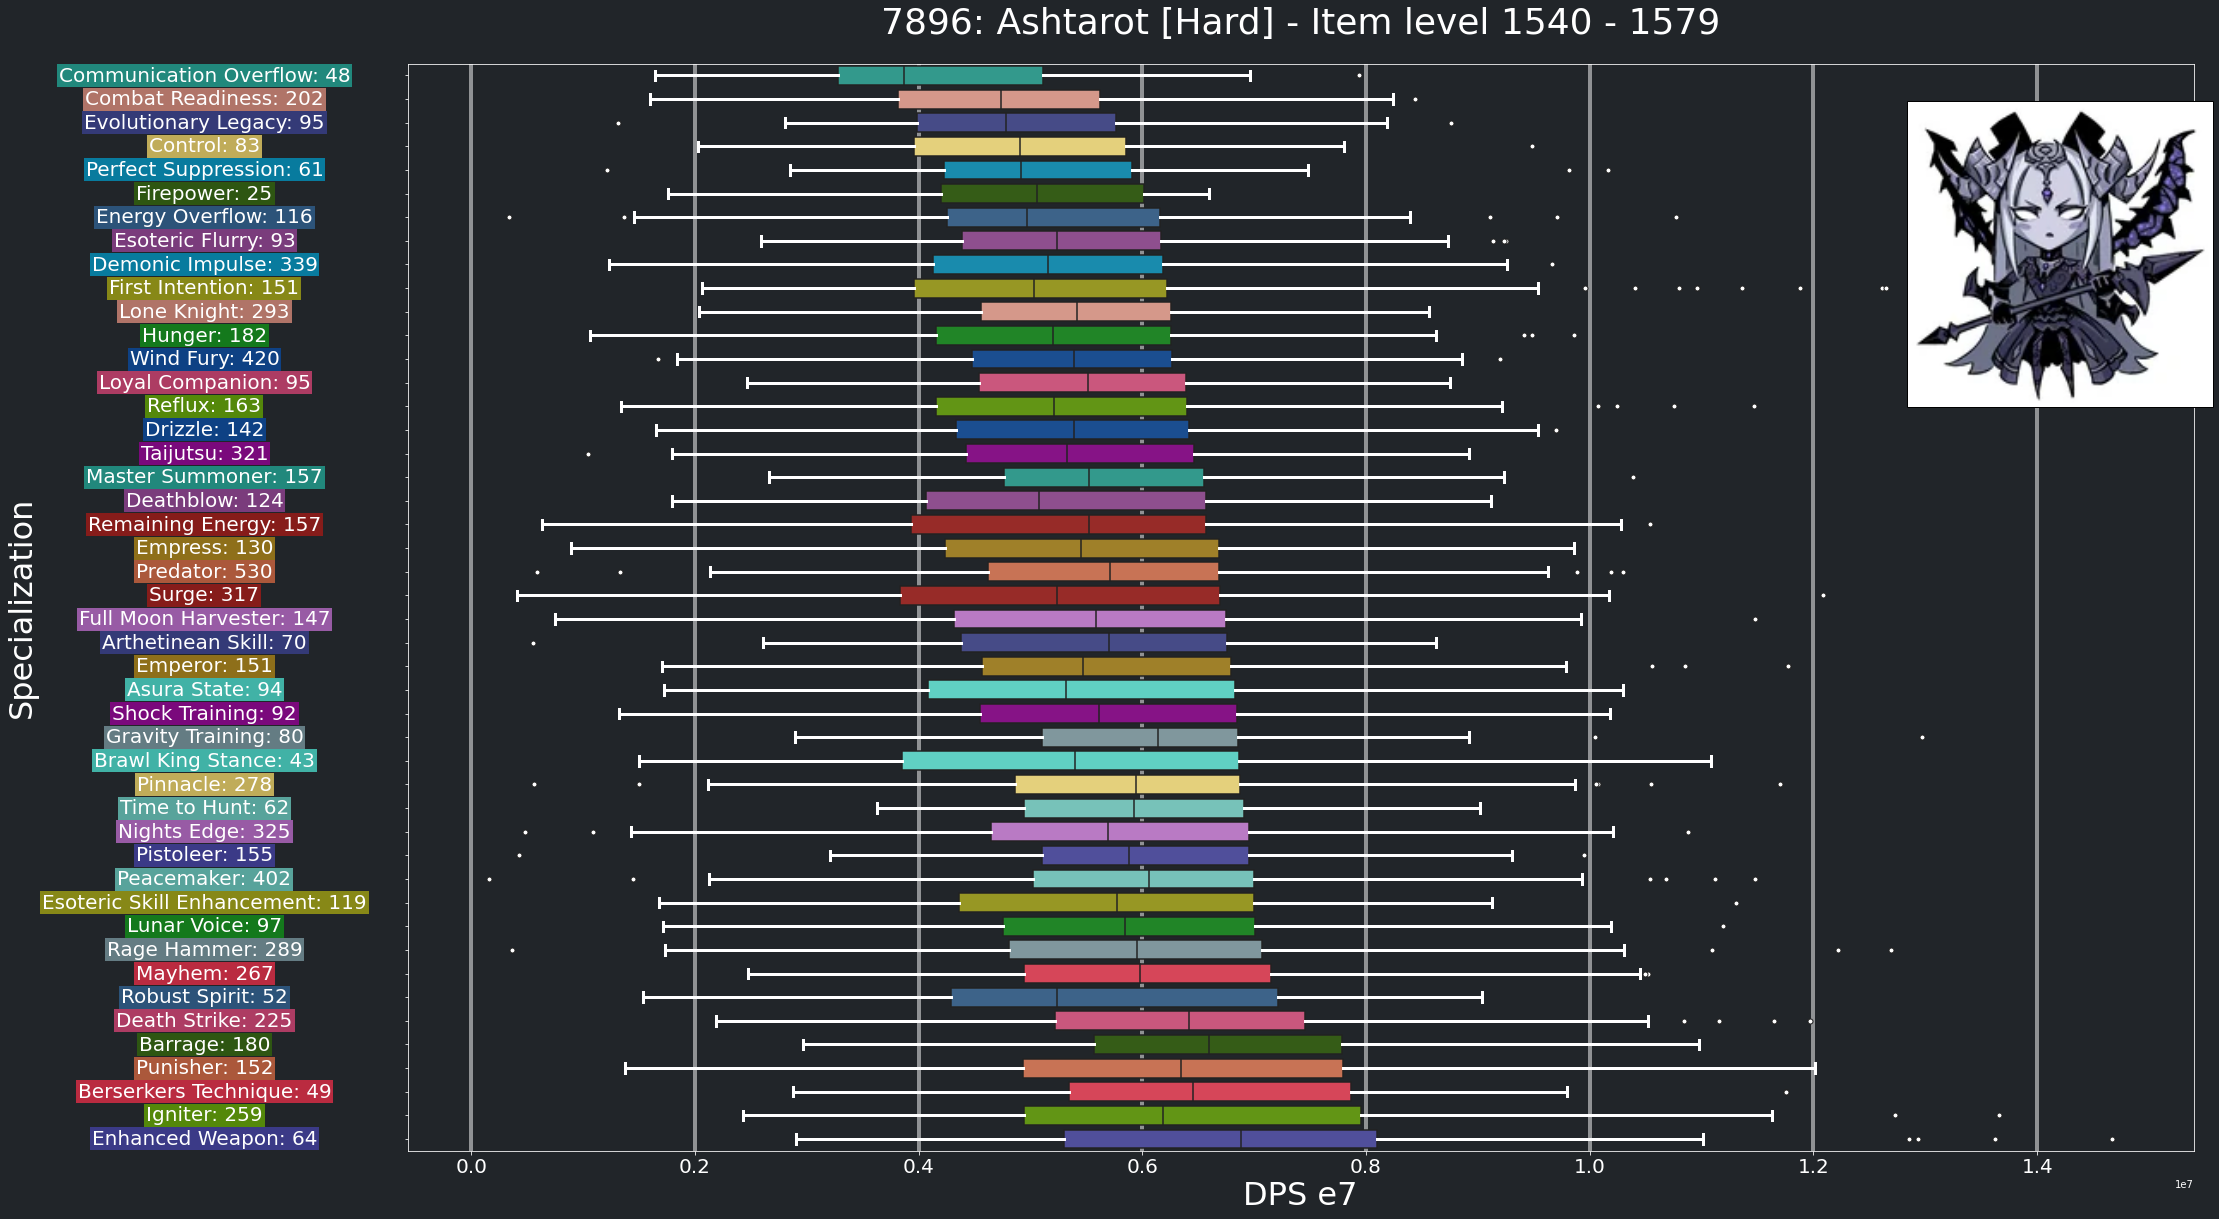 7896: Ashtarot [Hard] - Item level 1540 - 1579
Specialization
Communication Overflow: 48
Combat Readiness: 202
Evolutionary Legacy: 95
Control: 83
Perfect Suppression: 61
Firepower: 25
Energy Overflow: 116
Esoteric Flurry: 93
Demonic Impulse: 339
First Intention: 151
Lone Knight: 293
Hunger: 182
Wind Fury: 420
Loyal Companion: 95
Reflux: 163
Drizzle: 142
Taijutsu: 321
Master Summoner: 157
Deathblow: 124
Remaining Energy: 157
Empress: 130
Predator: 530
Surge: 317
Full Moon Harvester: 147
Arthetinean Skill: 70
Emperor: 151
Asura State: 94
Shock Training: 92
Gravity Training: 80
Brawl King Stance: 43
Pinnacle: 278
Time to Hunt: 62
Nights Edge: 325
Pistoleer: 155
Peacemaker: 402
Esoteric Skill Enhancement: 119
Lunar Voice: 97
Rage Hammer: 289
Mayhem: 267
Robust Spirit: 52
Death Strike: 225
Barrage: 180
Punisher: 152
Berserkers Technique: 49
Igniter: 259
Enhanced Weapon: 64
0.0 0.2 0.4 0.6 0.8 1.0 1.2 1.4
1e7
DPS e7